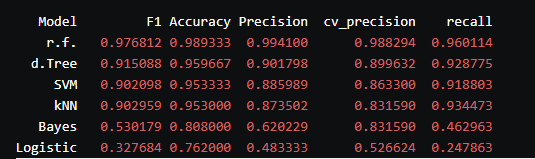 Model F1 Accuracy Precision cv_precision recall
r.f. 0.976812 0.989333 0.994100 0.988294 0.960114
d.Tree 0.915088 0.959667 0.901798 0.899632 0.928775
SVM 0.902098 0.953333 0.885989 0.863300 0.918803
kNN 0.902959 0.953000 0.873502 0.831590 0.934473
Bayes 0.530179 0.808000 0.620229 0.831590 0.462963
Logistic 0.327684 0.762000 0.483333 0.526624 0.247863